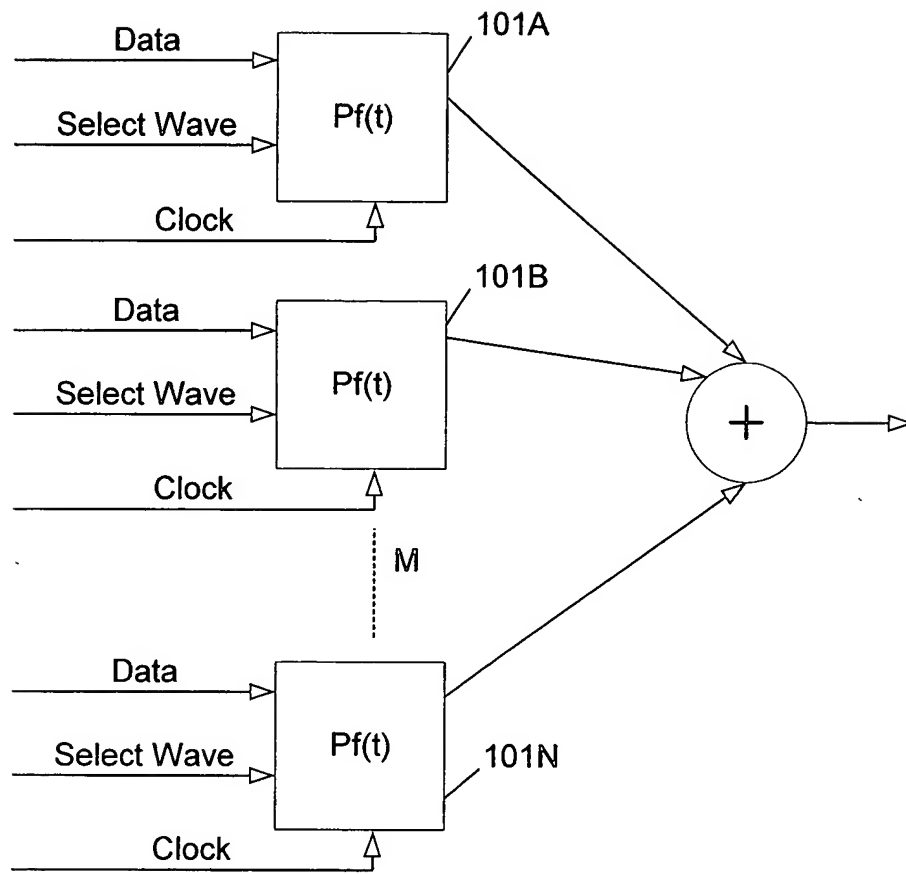 101A
Data
Pf(t)
Select Wave
Clock
101B
Data
Pf(t)
Select Wave
+
Clock
M
Data
Pf(t)
Select Wave
101N
Clock